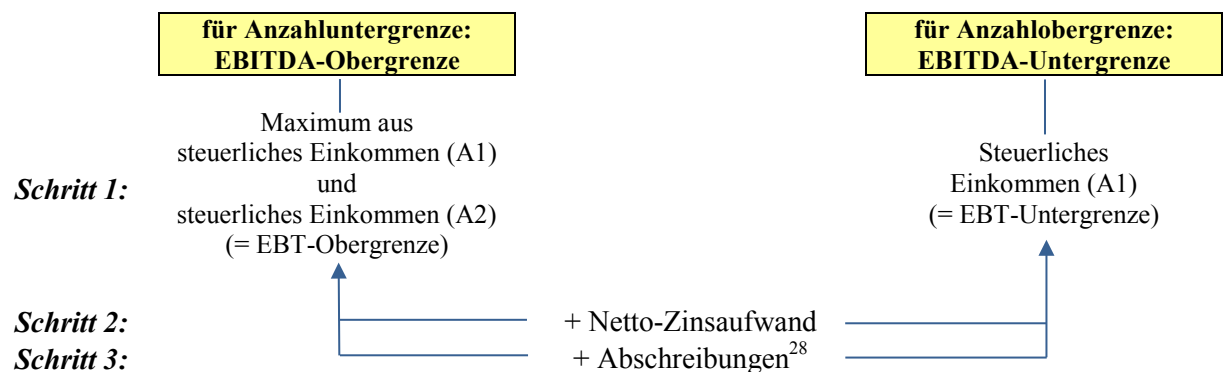 für Anzahluntergrenze:
EBITDA-Obergrenze
für Anzahlobergrenze:
EBITDA-Untergrenze
Schritt 1:
Maximum aus
steuerliches Einkommen (A1)
und
steuerliches Einkommen (A2)
(= EBT-Obergrenze)
Steuerliches
Einkommen (A1)
(= EBT-Untergrenze)
Schritt 2:
+ Netto-Zinsaufwand
Schritt 3:
+ Abschreibungen28